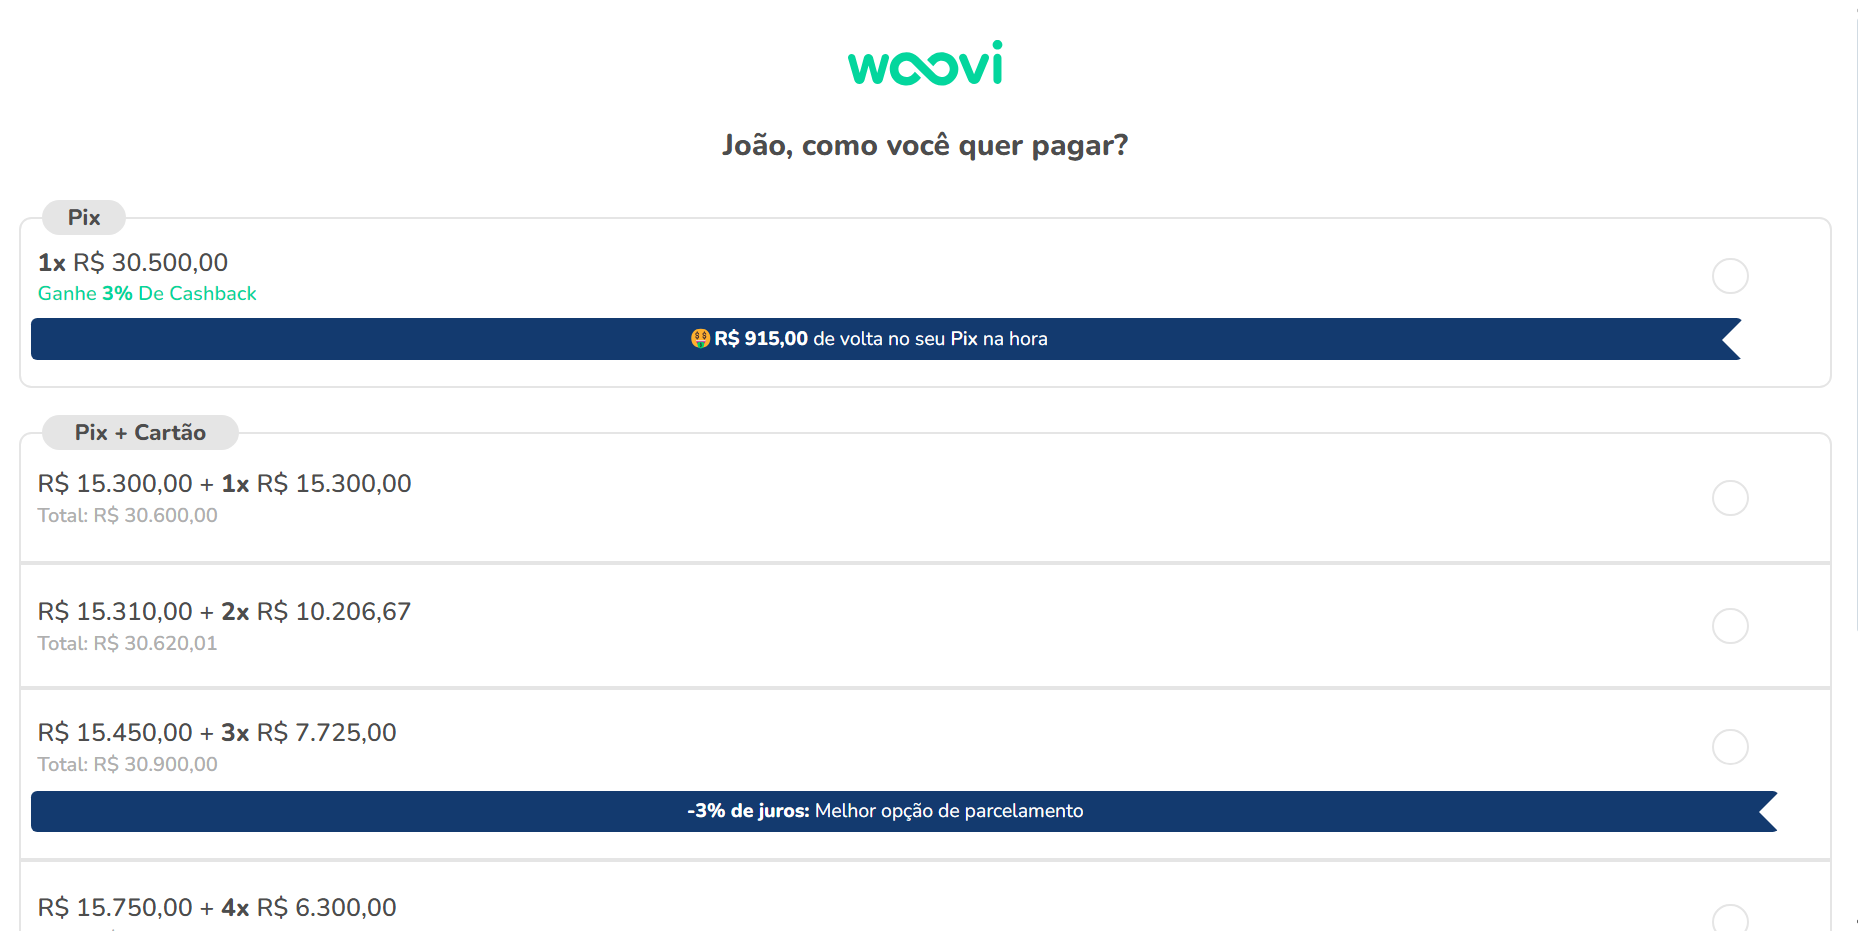 woovi
João, como você quer pagar?
Pix
1x R$ 30.500,00
Ganhe 3% De Cashback
🤑 R$ 915,00 de volta no seu Pix na hora
Pix + Cartão
R$ 15.300,00 + 1x R$ 15.300,00
Total: R$ 30.600,00
R$ 15.310,00 + 2x R$ 10.206,67
Total: R$ 30.620,01
R$ 15.450,00 + 3x R$ 7.725,00
Total: R$ 30.900,00
-3% de juros: Melhor opção de parcelamento
R$ 15.750,00 + 4x R$ 6.300,00